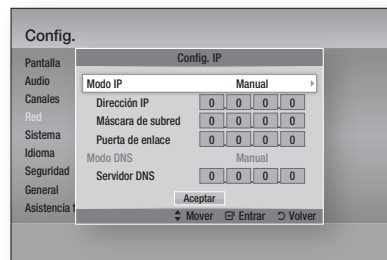 Config.
Pantalla
Audio
Canales
Red
Sistema
Idioma
Seguridad
General
Asistencia t
Config. IP
Modo IP Manual
Dirección IP 0 . 0 . 0 . 0
Máscara de subred 0 . 0 . 0 . 0
Puerta de enlace 0 . 0 . 0 . 0
Modo DNS Manual
Servidor DNS 0 . 0 . 0 . 0
Aceptar
Mover Entrar Volver